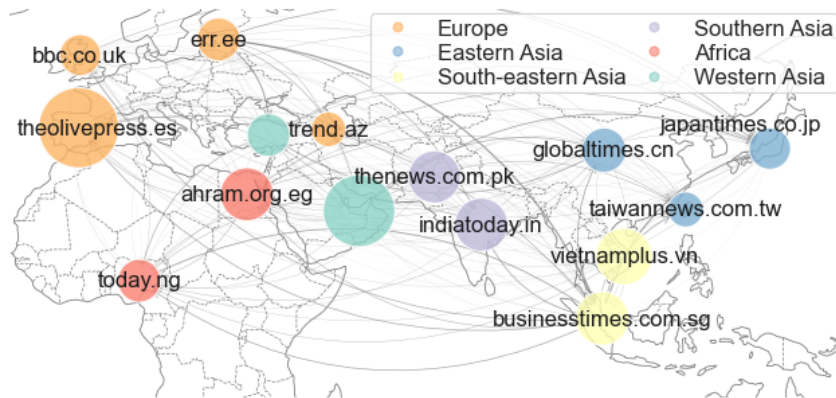 Europe
Eastern Asia
South-eastern Asia
Southern Asia
Africa
Western Asia
err.ee
bbc.co.uk
theolivepress.es
trend.az
japantimes.co.jp
globaltimes.cn
thenews.com.pk
ahram.org.eg
taiwannews.com.tw
indiatoday.in
vietnamplus.vn
today.ng
businesstimes.com.sg